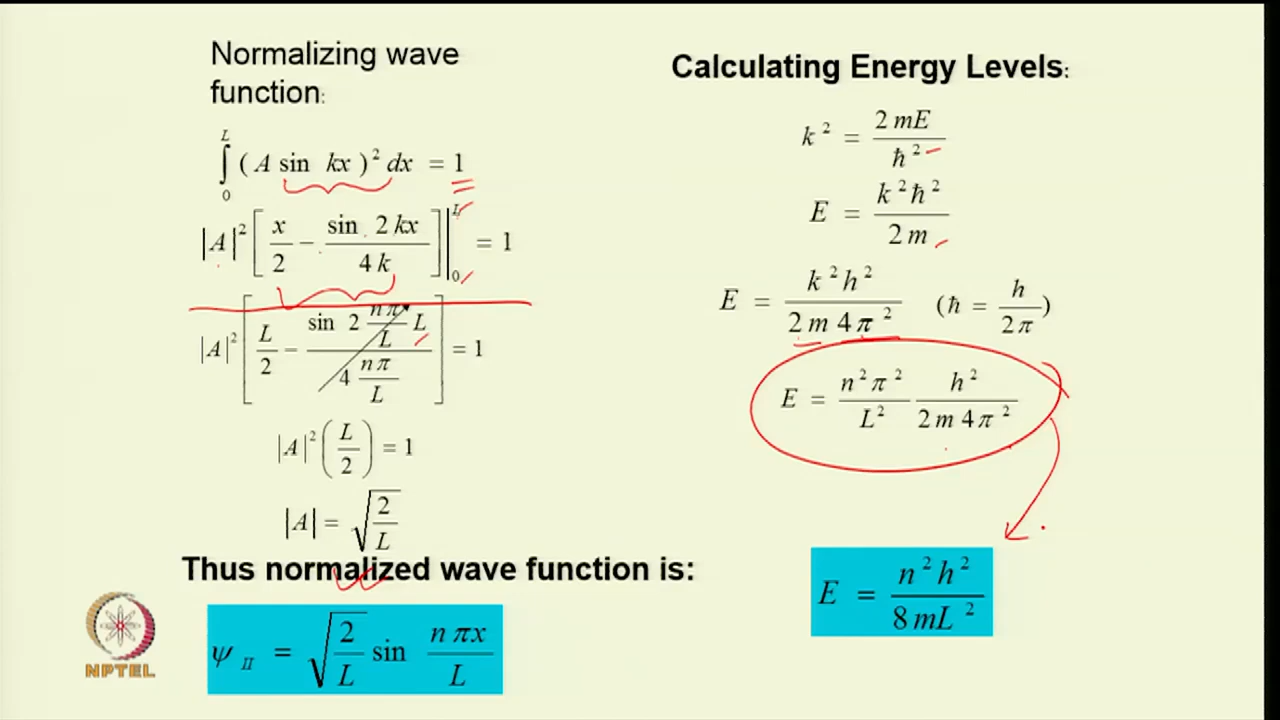 Normalizing wave
function:
∫₀ᴸ ( A sin kx )² dx = 1
|A|² [ x/2 − sin 2kx / 4k ] |₀ᴸ = 1
|A|² [ L/2 − sin 2 (nπ/L) L / 4 (nπ/L) ] = 1
|A|² ( L/2 ) = 1
|A| = √(2/L)
Thus normalized wave function is:
ψ_II = √(2/L) sin nπx/L
Calculating Energy Levels:
k² = 2mE / ħ²
E = k²ħ² / 2m
E = k²h² / 2m 4π² (ħ = h/2π)
E = n²π²/L² h²/2m 4π²
E = n²h² / 8mL²
NPTEL